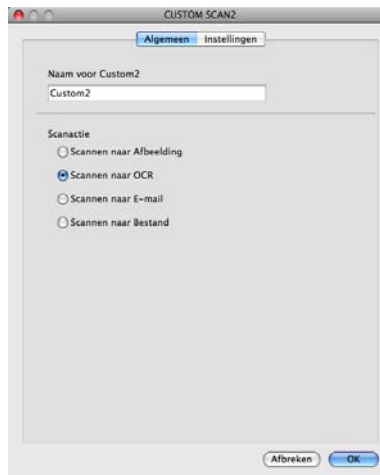 CUSTOM SCAN2
Algemeen Instellingen
Naam voor Custom2
Custom2
Scanactie
Scannen naar Afbeelding
Scannen naar OCR
Scannen naar E-mail
Scannen naar Bestand
Afbreken OK